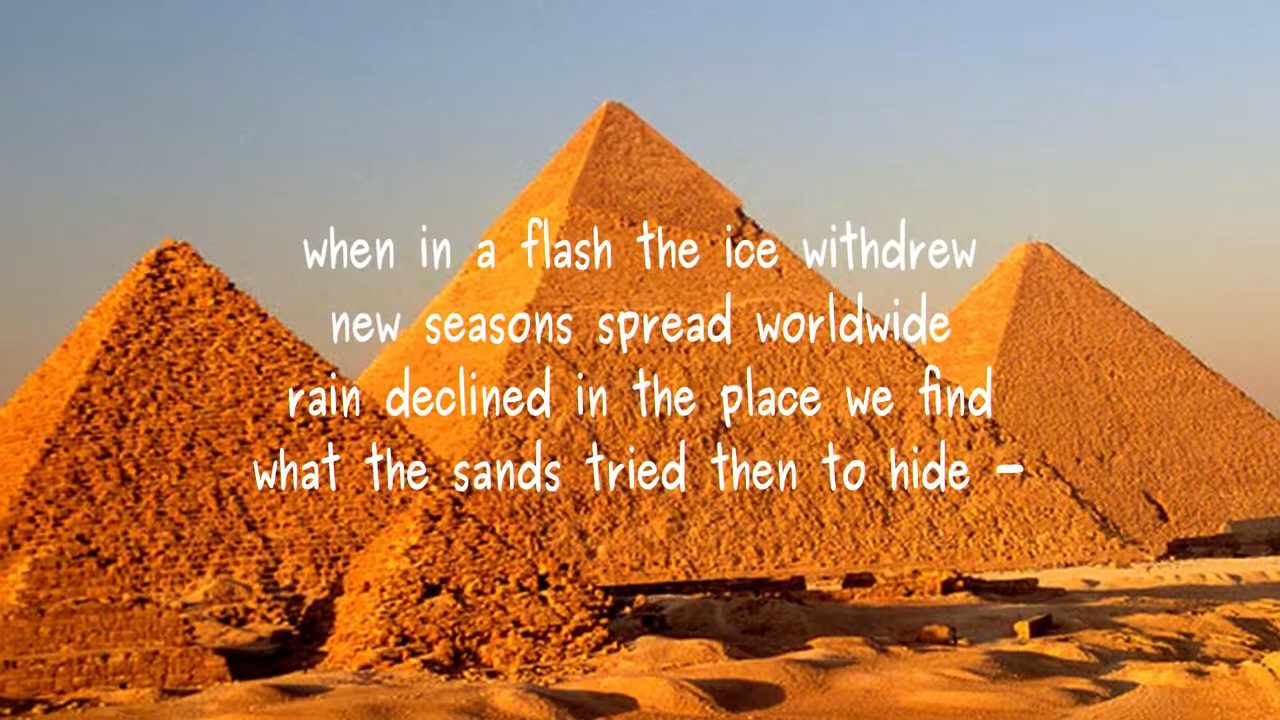 when in a flash the ice withdrew
new seasons spread worldwide
rain declined in the place we find
what the sands tried then to hide –